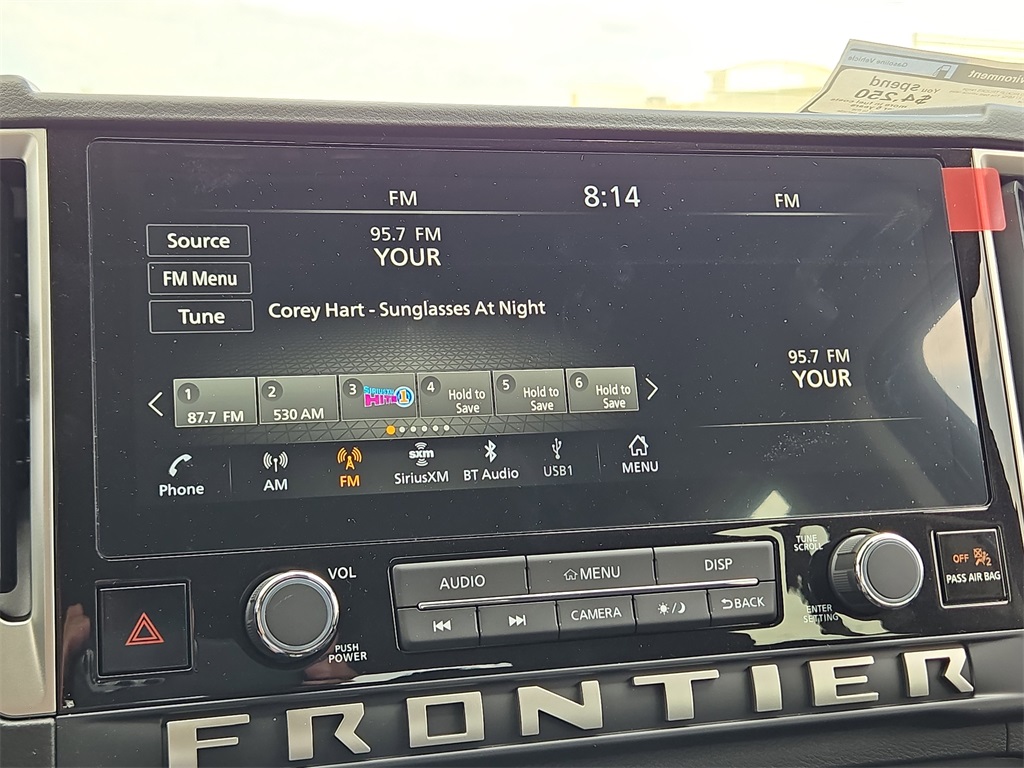 Gasoline Vehicle
You Spend
$4,250
FM
8:14
FM
Source
95.7 FM
YOUR
FM Menu
Tune
Corey Hart - Sunglasses At Night
95.7 FM
YOUR
1
87.7 FM
2
530 AM
3
SIRIUSXM
HITS 1
4
Hold to
Save
5
Hold to
Save
6
Hold to
Save
Phone
AM
FM
sxm
SiriusXM
BT Audio
USB1
MENU
VOL
PUSH
POWER
AUDIO
MENU
DISP
CAMERA
BACK
TUNE
SCROLL
ENTER
SETTING
OFF 2
PASS AIR BAG
FRONTIER